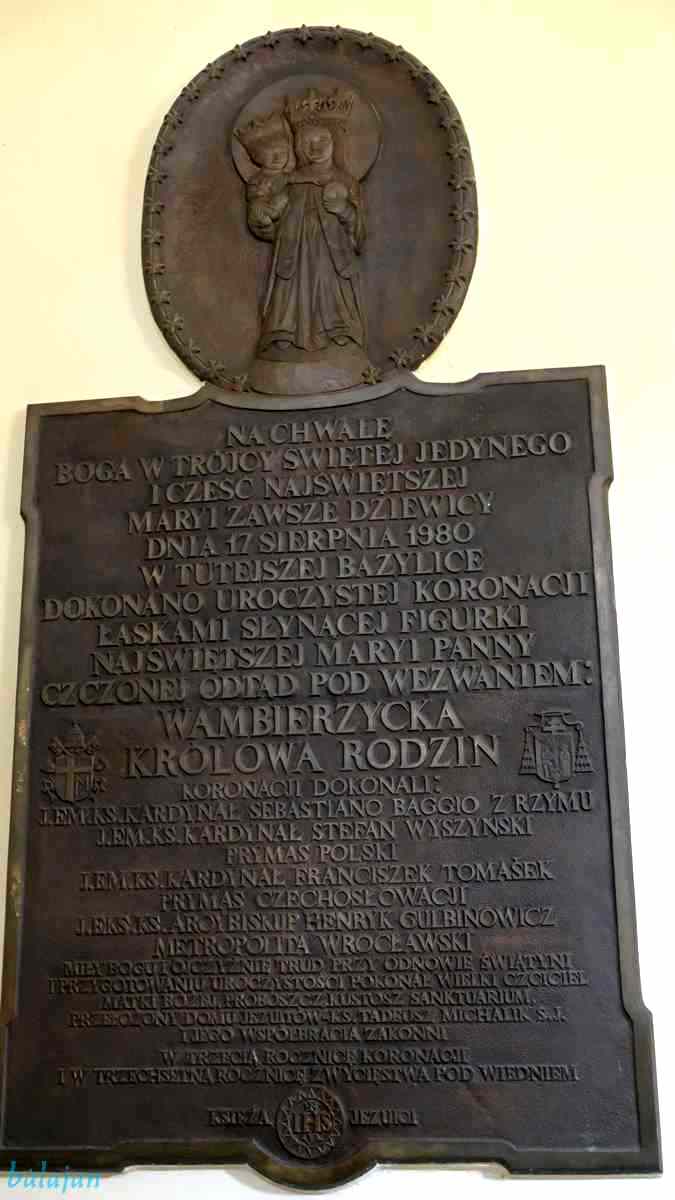 NA CHWAŁĘ
BOGA W TRÓJCY ŚWIĘTEJ JEDYNEGO
I CZEŚĆ NAJŚWIĘTSZEJ
MARYI ZAWSZE DZIEWICY
DNIA 17 SIERPNIA 1980
W TUTEJSZEJ BAZYLICE
DOKONANO UROCZYSTEJ KORONACJI
ŁASKAMI SŁYNĄCEJ FIGURKI
NAJŚWIĘTSZEJ MARYI PANNY
CZCZONEJ ODTĄD POD WEZWANIEM:
WAMBIERZYCKA
KRÓLOWA RODZIN
KORONACJI DOKONALI:
J.EM.KS.KARDYNAŁ SEBASTIANO BAGGIO Z RZYMU
J.EM.KS.KARDYNAŁ STEFAN WYSZYŃSKI
PRYMAS POLSKI
J.EM.KS.KARDYNAŁ FRANCISZEK TOMAŠEK
PRYMAS CZECHOSŁOWACJI
J.EKS.KS.ARCYBISKUP HENRYK GULBINOWICZ
METROPOLITA WROCŁAWSKI
MIŁY BOGU I OJCZYŹNIE TRUD PRZY ODNOWIE ŚWIĄTYNI
I PRZYGOTOWANIU UROCZYSTOŚCI POKONAŁ WIELKI CZCICIEL
MATKI BOŻEJ, PROBOSZCZ, KUSTOSZ SANKTUARIUM,
PRZEŁOŻONY DOMU JEZUITÓW-KS.TADEUSZ MICHALIK S.J.
I JEGO WSPÓŁBRACIA ZAKONNI
W TRZECIĄ ROCZNICĘ KORONACJI
I W TRZECHSETNĄ ROCZNICĘ ZWYCIĘSTWA POD WIEDNIEM
KSIĘŻA IHS JEZUICI
balajan